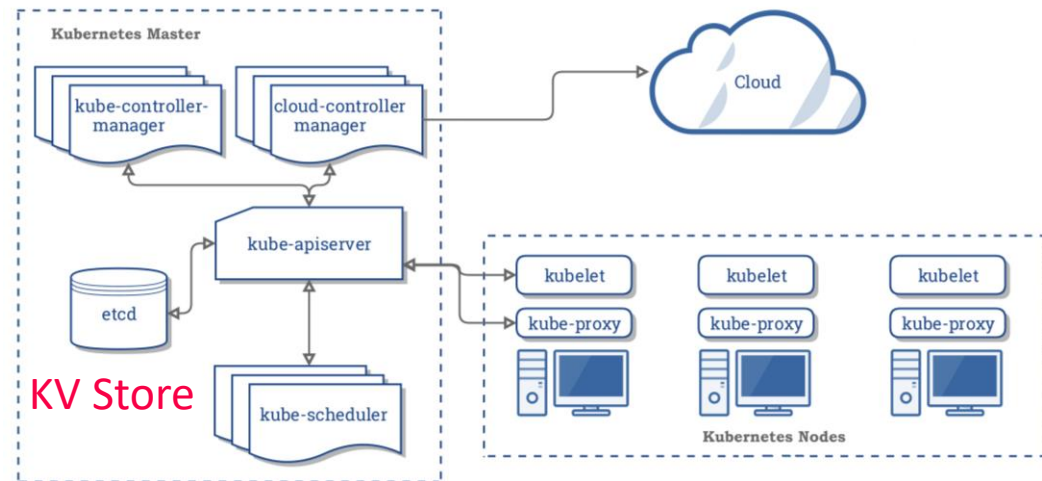 Kubernetes Master
kube-controller-
manager
cloud-controller
manager
Cloud
kube-apiserver
etcd
KV Store
kube-scheduler
kubelet
kubelet
kubelet
kube-proxy
kube-proxy
kube-proxy
Kubernetes Nodes